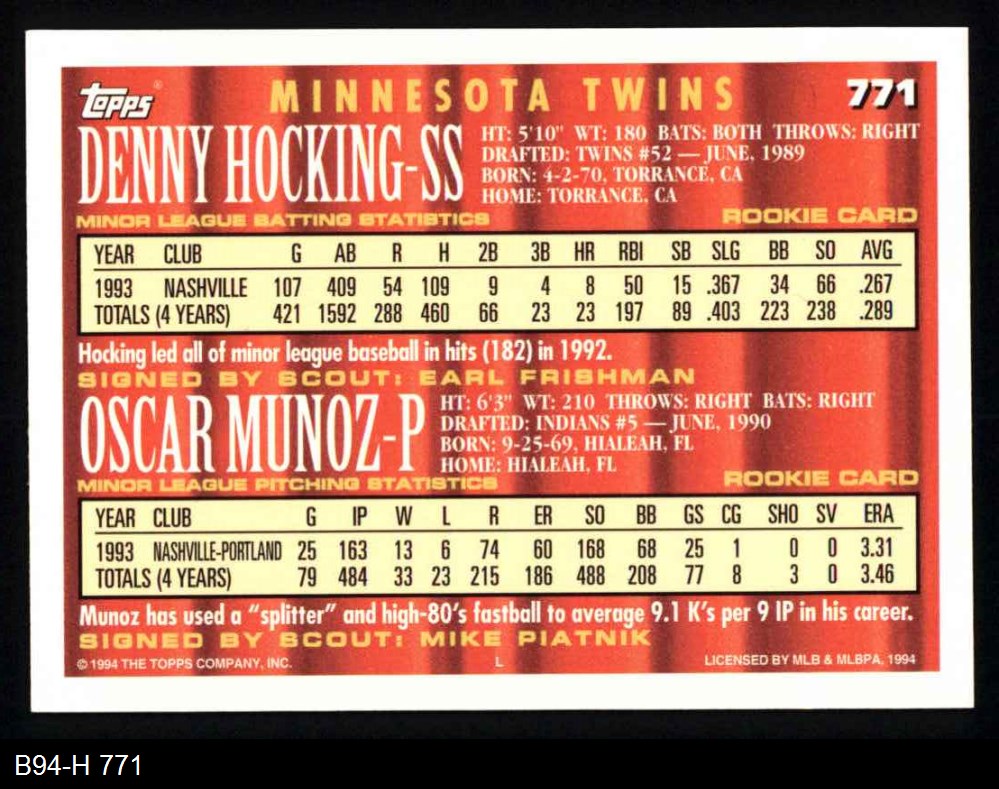 Topps MINNESOTA TWINS 771
DENNY HOCKING-SS
HT: 5'10" WT: 180 BATS: BOTH THROWS: RIGHT
DRAFTED: TWINS #52 — JUNE, 1989
BORN: 4-2-70, TORRANCE, CA
HOME: TORRANCE, CA
MINOR LEAGUE BATTING STATISTICS ROOKIE CARD
YEAR CLUB G AB R H 2B 3B HR RBI SB SLG BB SO AVG
1993 NASHVILLE 107 409 54 109 9 4 8 50 15 .367 34 66 .267
TOTALS (4 YEARS) 421 1592 288 460 66 23 23 197 89 .403 223 238 .289
Hocking led all of minor league baseball in hits (182) in 1992.
SIGNED BY SCOUT: EARL FRISHMAN
OSCAR MUNOZ-P
HT: 6'3" WT: 210 THROWS: RIGHT BATS: RIGHT
DRAFTED: INDIANS #5 — JUNE, 1990
BORN: 9-25-69, HIALEAH, FL
HOME: HIALEAH, FL
MINOR LEAGUE PITCHING STATISTICS ROOKIE CARD
YEAR CLUB G IP W L R ER SO BB GS CG SHO SV ERA
1993 NASHVILLE-PORTLAND 25 163 13 6 74 60 168 68 25 1 0 0 3.31
TOTALS (4 YEARS) 79 484 33 23 215 186 488 208 77 8 3 0 3.46
Munoz has used a "splitter" and high-80's fastball to average 9.1 K's per 9 IP in his career.
SIGNED BY SCOUT: MIKE PIATNIK
© 1994 THE TOPPS COMPANY, INC. L LICENSED BY MLB & MLBPA, 1994
B94-H 771